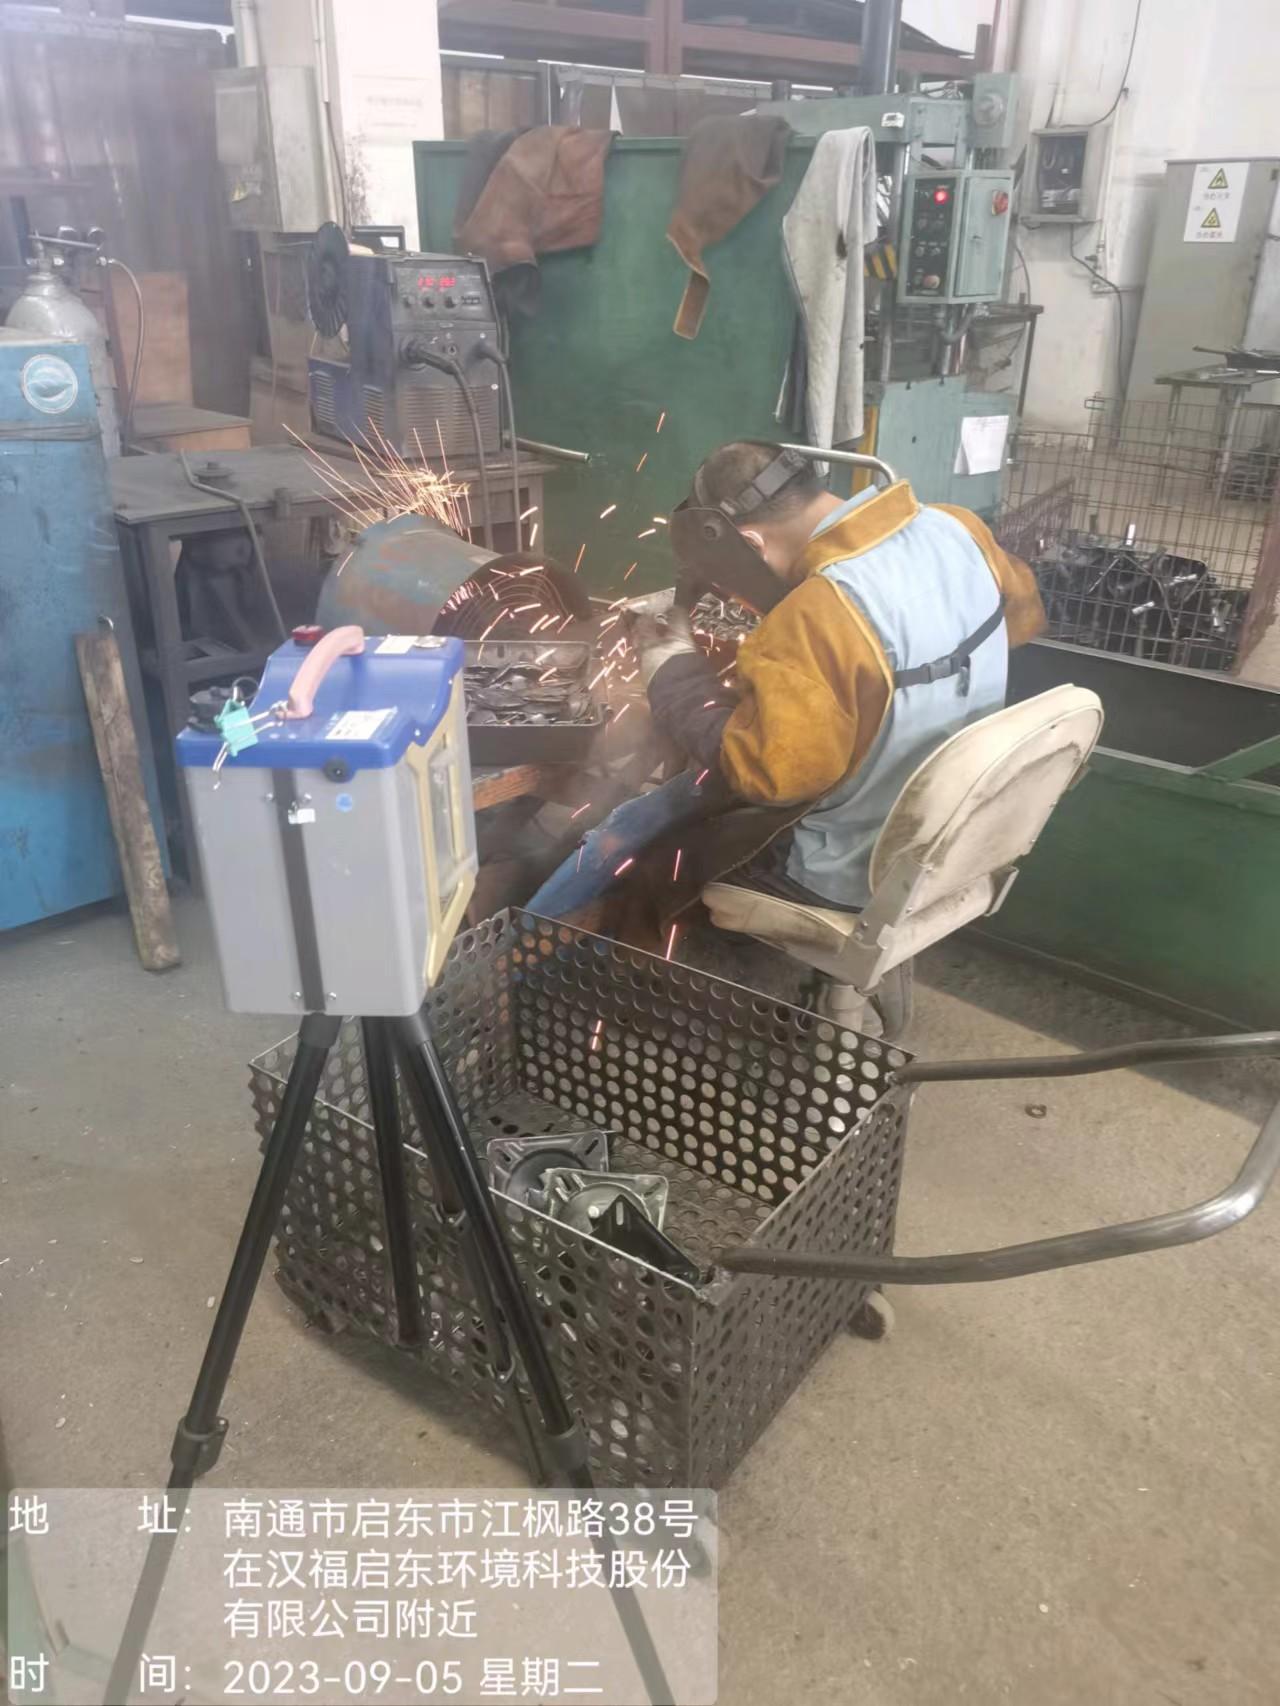 地 址: 南通市启东市江枫路38号
在汉福启东环境科技股份
有限公司附近
时 间: 2023-09-05 星期二